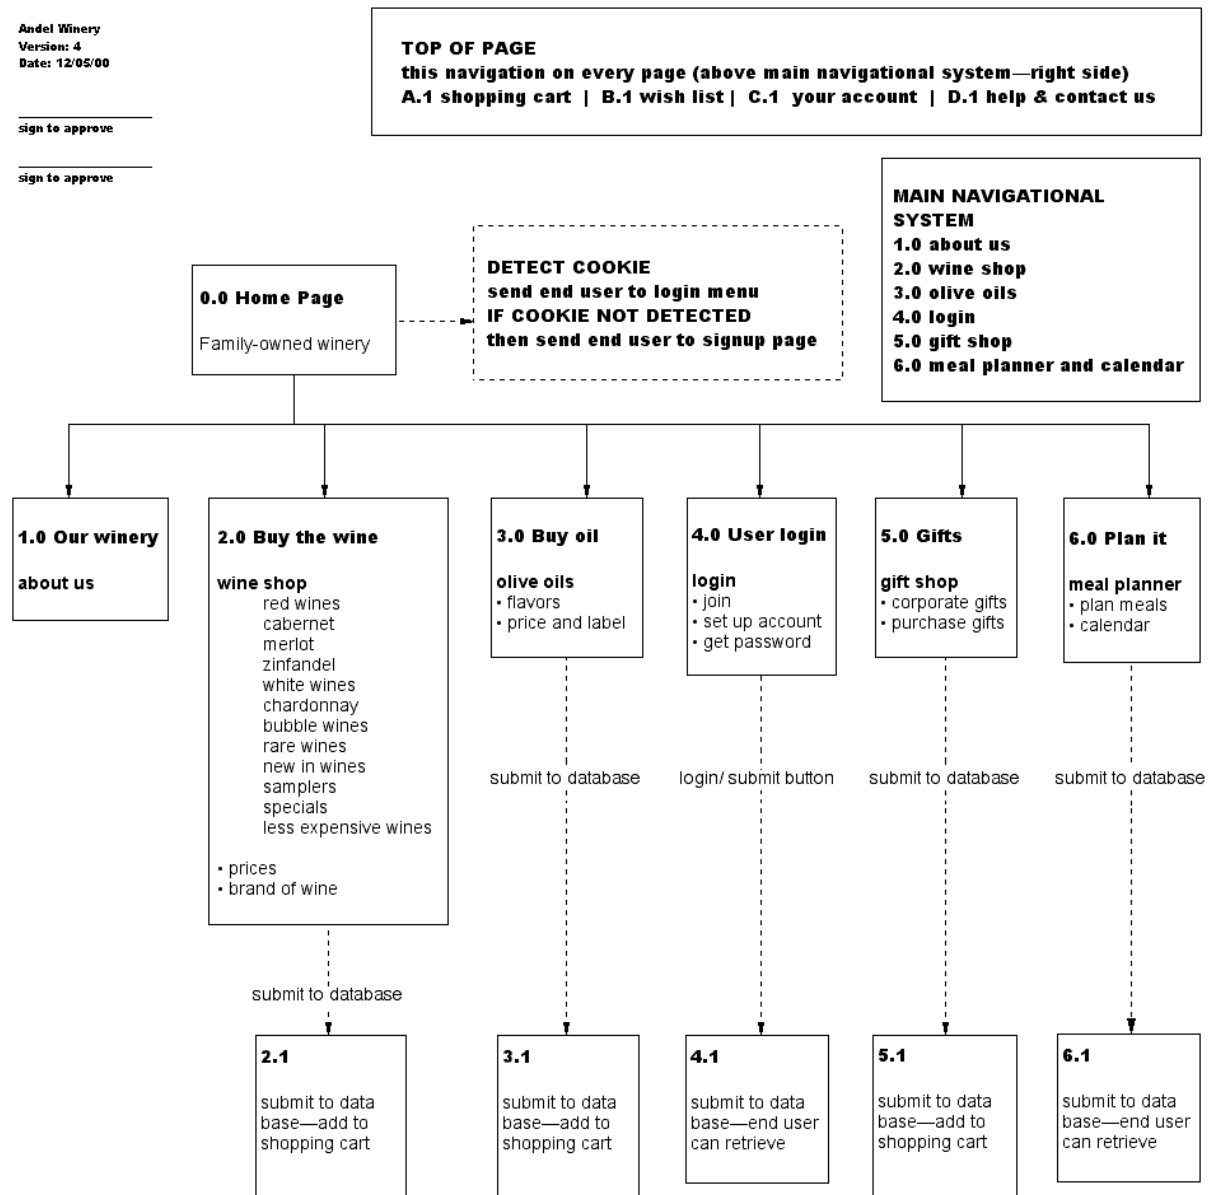 Andel Winery
Version: 4
Date: 12/05/00
sign to approve
sign to approve
TOP OF PAGE
this navigation on every page (above main navigational system—right side)
A.1 shopping cart | B.1 wish list | C.1 your account | D.1 help & contact us
MAIN NAVIGATIONAL
SYSTEM
1.0 about us
2.0 wine shop
3.0 olive oils
4.0 login
5.0 gift shop
6.0 meal planner and calendar
0.0 Home Page
Family-owned winery
DETECT COOKIE
send end user to login menu
IF COOKIE NOT DETECTED
then send end user to signup page
1.0 Our winery
about us
2.0 Buy the wine
wine shop
red wines
cabernet
merlot
zinfandel
white wines
chardonnay
bubble wines
rare wines
new in wines
samplers
specials
less expensive wines
• prices
• brand of wine
3.0 Buy oil
olive oils
• flavors
• price and label
4.0 User login
login
• join
• set up account
• get password
5.0 Gifts
gift shop
• corporate gifts
• purchase gifts
6.0 Plan it
meal planner
• plan meals
• calendar
submit to database
login/ submit button
submit to database
submit to database
submit to database
2.1
submit to data
base—add to
shopping cart
3.1
submit to data
base—add to
shopping cart
4.1
submit to data
base—end user
can retrieve
5.1
submit to data
base—add to
shopping cart
6.1
submit to data
base—end user
can retrieve